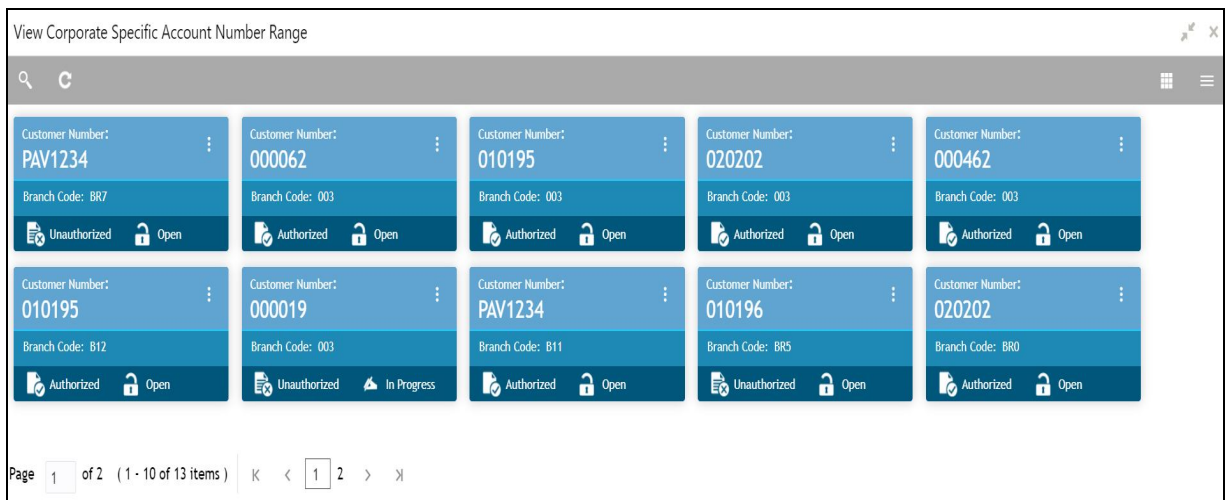 View Corporate Specific Account Number Range
Customer Number:
PAV1234
Branch Code: BR7
Unauthorized Open
Customer Number:
000062
Branch Code: 003
Authorized Open
Customer Number:
010195
Branch Code: 003
Authorized Open
Customer Number:
020202
Branch Code: 003
Authorized Open
Customer Number:
000462
Branch Code: 003
Authorized Open
Customer Number:
010195
Branch Code: B12
Authorized Open
Customer Number:
000019
Branch Code: 003
Unauthorized In Progress
Customer Number:
PAV1234
Branch Code: B11
Authorized Open
Customer Number:
010196
Branch Code: BR5
Unauthorized Open
Customer Number:
020202
Branch Code: BR0
Authorized Open
Page 1 of 2 ( 1 - 10 of 13 items ) 1 2